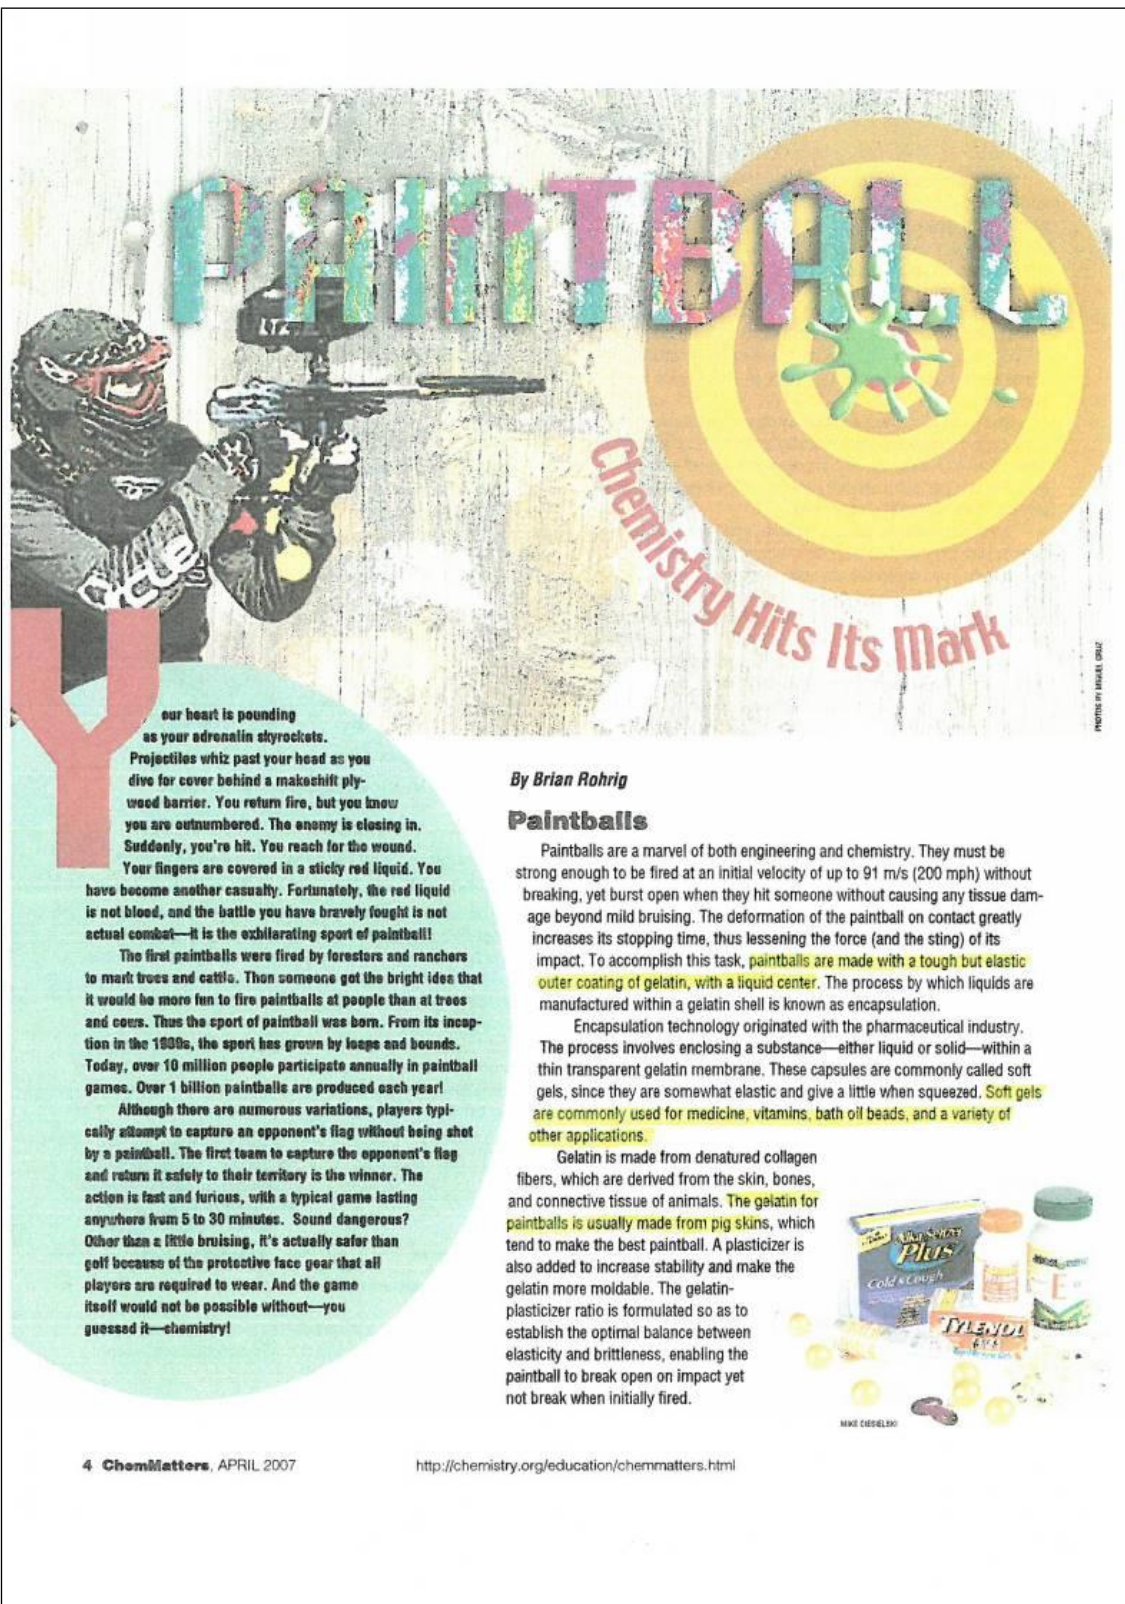 PAINTBALL
LTZ
Chemistry Hits Its Mark
cycle
PHOTOS BY MIGUEL CRUZ
Your heart is pounding
as your adrenalin skyrockets.
Projectiles whiz past your head as you
dive for cover behind a makeshift ply-
wood barrier. You return fire, but you know
you are outnumbered. The enemy is closing in.
Suddenly, you're hit. You reach for the wound.
Your fingers are covered in a sticky red liquid. You
have become another casualty. Fortunately, the red liquid
is not blood, and the battle you have bravely fought is not
actual combat—it is the exhilarating sport of paintball!
The first paintballs were fired by foresters and ranchers
to mark trees and cattle. Then someone got the bright idea that
it would be more fun to fire paintballs at people than at trees
and cows. Thus the sport of paintball was born. From its incep-
tion in the 1980s, the sport has grown by leaps and bounds.
Today, over 10 million people participate annually in paintball
games. Over 1 billion paintballs are produced each year!
Although there are numerous variations, players typi-
cally attempt to capture an opponent's flag without being shot
by a paintball. The first team to capture the opponent's flag
and return it safely to their territory is the winner. The
action is fast and furious, with a typical game lasting
anywhere from 5 to 30 minutes. Sound dangerous?
Other than a little bruising, it's actually safer than
golf because of the protective face gear that all
players are required to wear. And the game
itself would not be possible without—you
guessed it—chemistry!
By Brian Rohrig
Paintballs
Paintballs are a marvel of both engineering and chemistry. They must be
strong enough to be fired at an initial velocity of up to 91 m/s (200 mph) without
breaking, yet burst open when they hit someone without causing any tissue dam-
age beyond mild bruising. The deformation of the paintball on contact greatly
increases its stopping time, thus lessening the force (and the sting) of its
impact. To accomplish this task, paintballs are made with a tough but elastic
outer coating of gelatin, with a liquid center. The process by which liquids are
manufactured within a gelatin shell is known as encapsulation.
Encapsulation technology originated with the pharmaceutical industry.
The process involves enclosing a substance—either liquid or solid—within a
thin transparent gelatin membrane. These capsules are commonly called soft
gels, since they are somewhat elastic and give a little when squeezed. Soft gels
are commonly used for medicine, vitamins, bath oil beads, and a variety of
other applications.
Gelatin is made from denatured collagen
fibers, which are derived from the skin, bones,
and connective tissue of animals. The gelatin for
paintballs is usually made from pig skins, which
tend to make the best paintball. A plasticizer is
also added to increase stability and make the
gelatin more moldable. The gelatin-
plasticizer ratio is formulated so as to
establish the optimal balance between
elasticity and brittleness, enabling the
paintball to break open on impact yet
not break when initially fired.
Alka-Seltzer
Plus
Cold & Cough
TYLENOL
E
MIKE CIESIELSKI
4 ChemMatters, APRIL 2007
http://chemistry.org/education/chemmatters.html